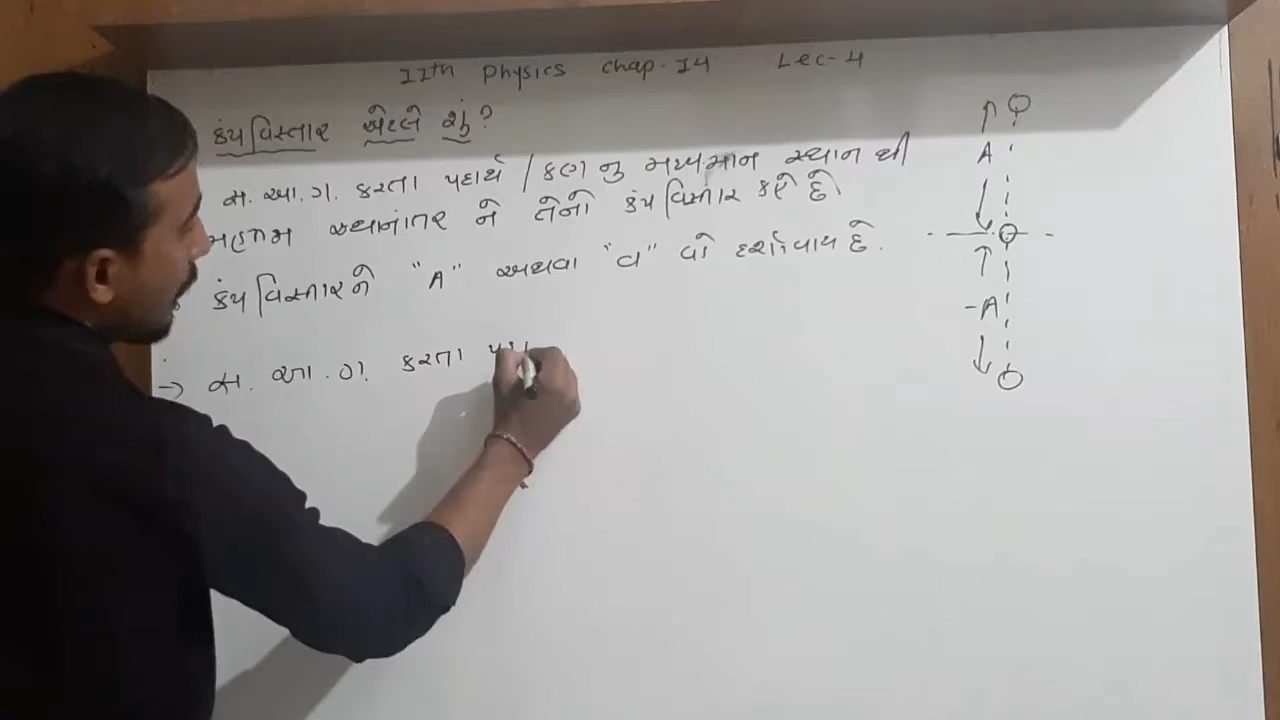 11th Physics Chap. 14 Lec-4
કંપવિસ્તાર એટલે શું?
સ.આ.ગ. કરતા પદાર્થ / કણ નુ મધ્યમાન સ્થાન થી
મહત્તમ સ્થાનાંતર ને તેનો કંપવિસ્તાર કહે છે
કંપવિસ્તારને "A" અથવા "a" વડે દર્શાવાય છે.
→ સ.આ.ગ. કરતા
A
-A